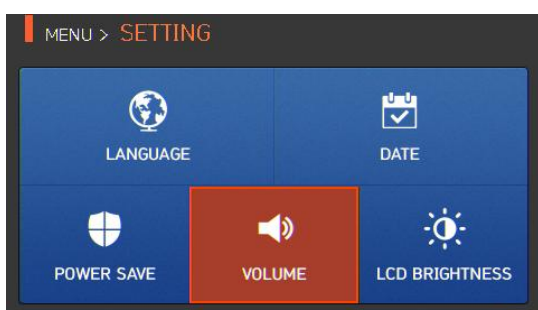 MENU > SETTING
LANGUAGE
DATE
POWER SAVE
VOLUME
LCD BRIGHTNESS